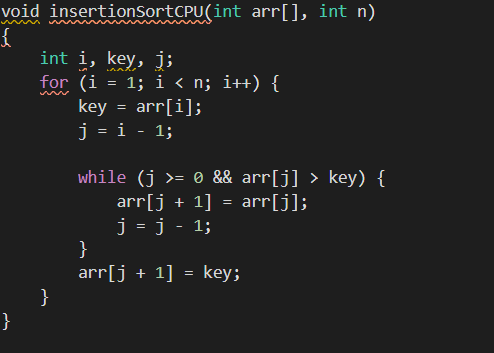 void insertionSortCPU(int arr[], int n)
{
    int i, key, j;
    for (i = 1; i < n; i++) {
        key = arr[i];
        j = i - 1;

        while (j >= 0 && arr[j] > key) {
            arr[j + 1] = arr[j];
            j = j - 1;
        }
        arr[j + 1] = key;
    }
}